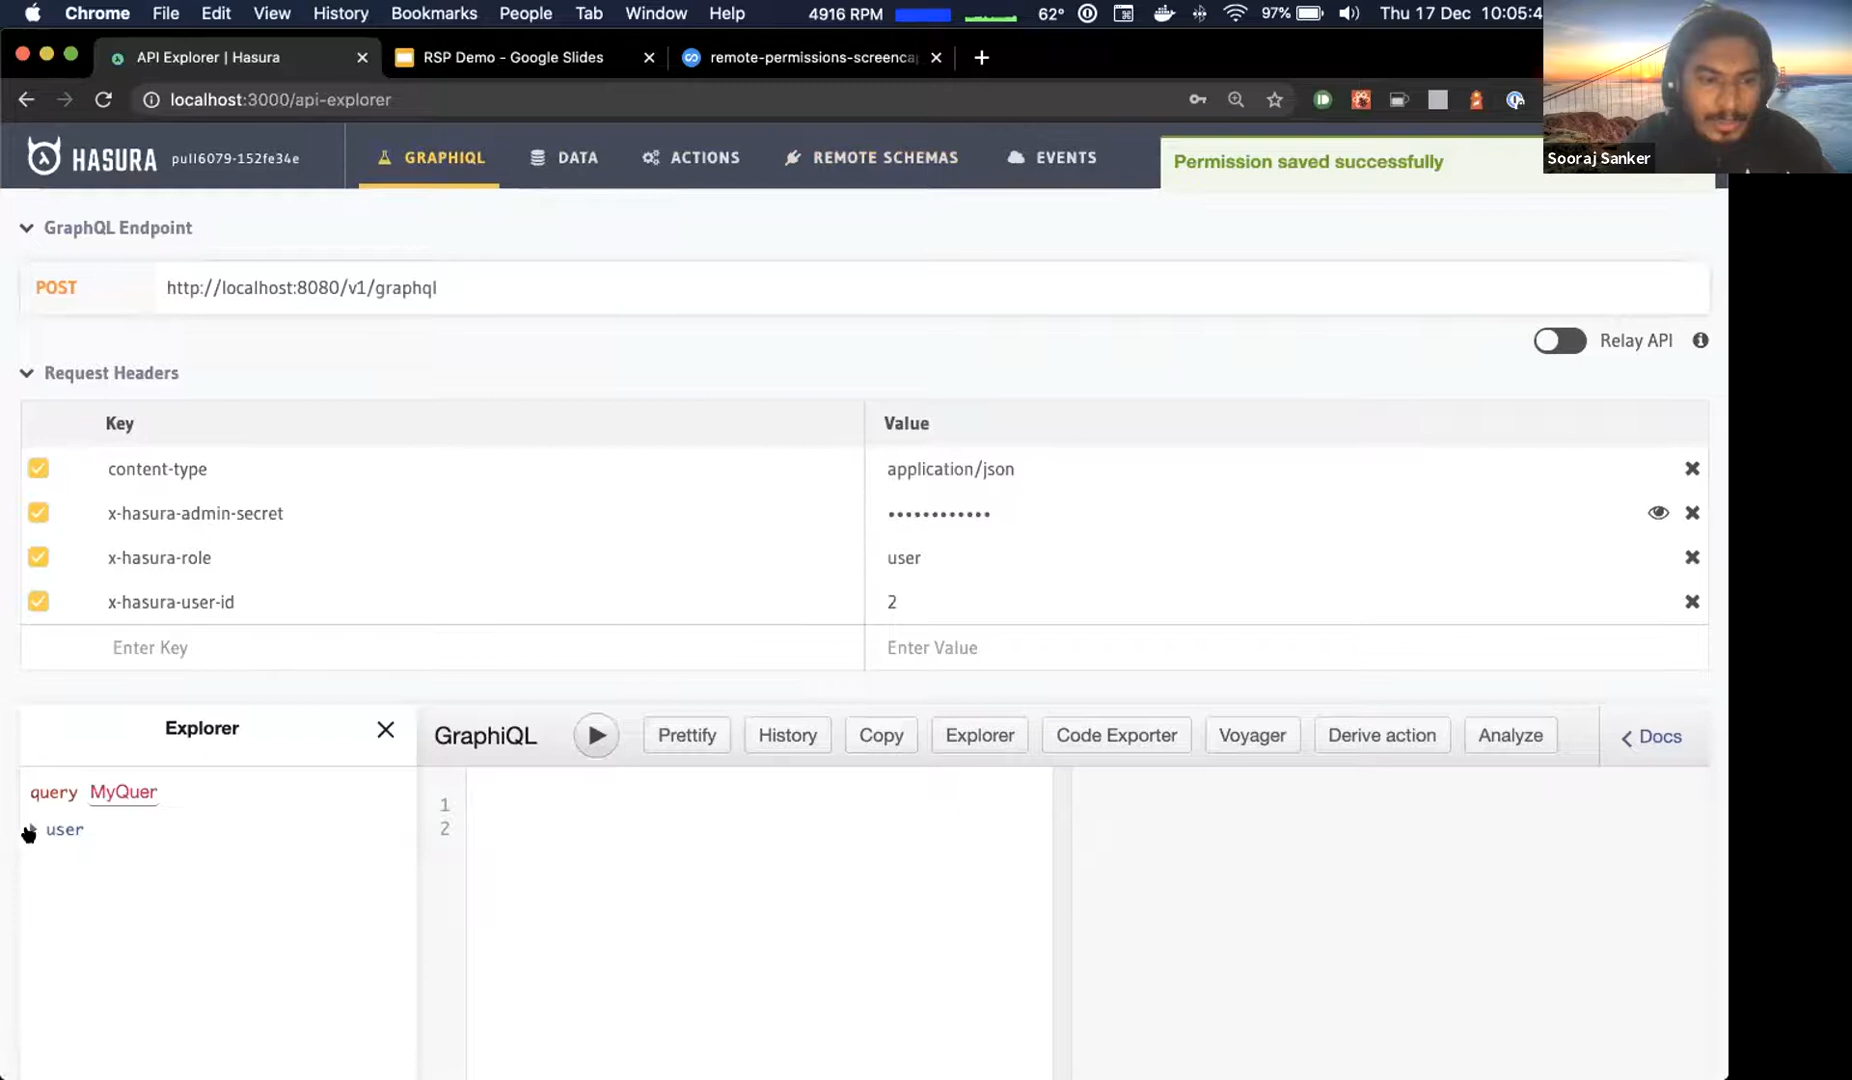 Chrome File Edit View History Bookmarks People Tab Window Help 4916 RPM 62° 97% Thu 17 Dec 10:05:4
API Explorer | Hasura RSP Demo - Google Slides remote-permissions-screenca
localhost:3000/api-explorer
HASURA pull6079-152fe34e GRAPHIQL DATA ACTIONS REMOTE SCHEMAS EVENTS Permission saved successfully Sooraj Sanker
GraphQL Endpoint
POST http://localhost:8080/v1/graphql
Relay API
Request Headers
Key Value
content-type application/json
x-hasura-admin-secret ••••••••••••
x-hasura-role user
x-hasura-user-id 2
Enter Key Enter Value
Explorer GraphiQL Prettify History Copy Explorer Code Exporter Voyager Derive action Analyze Docs
query MyQuer
1
user
2